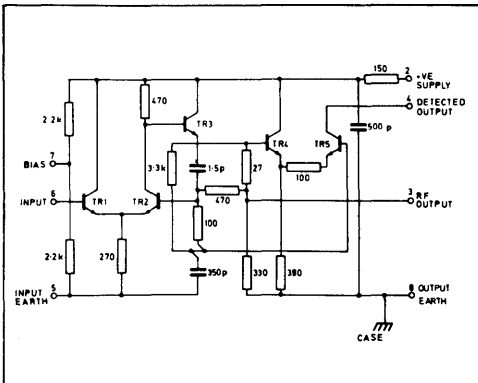 150
2
+VE
SUPPLY
4
DETECTED
OUTPUT
2·2k
470
TR3
TR4
TR5
500 p
3·3k
1·5p
27
100
7
BIAS
470
6
INPUT
TR1
TR2
3
RF
OUTPUT
100
2·2k
270
350p
330
380
5
INPUT
EARTH
8
OUTPUT
EARTH
CASE